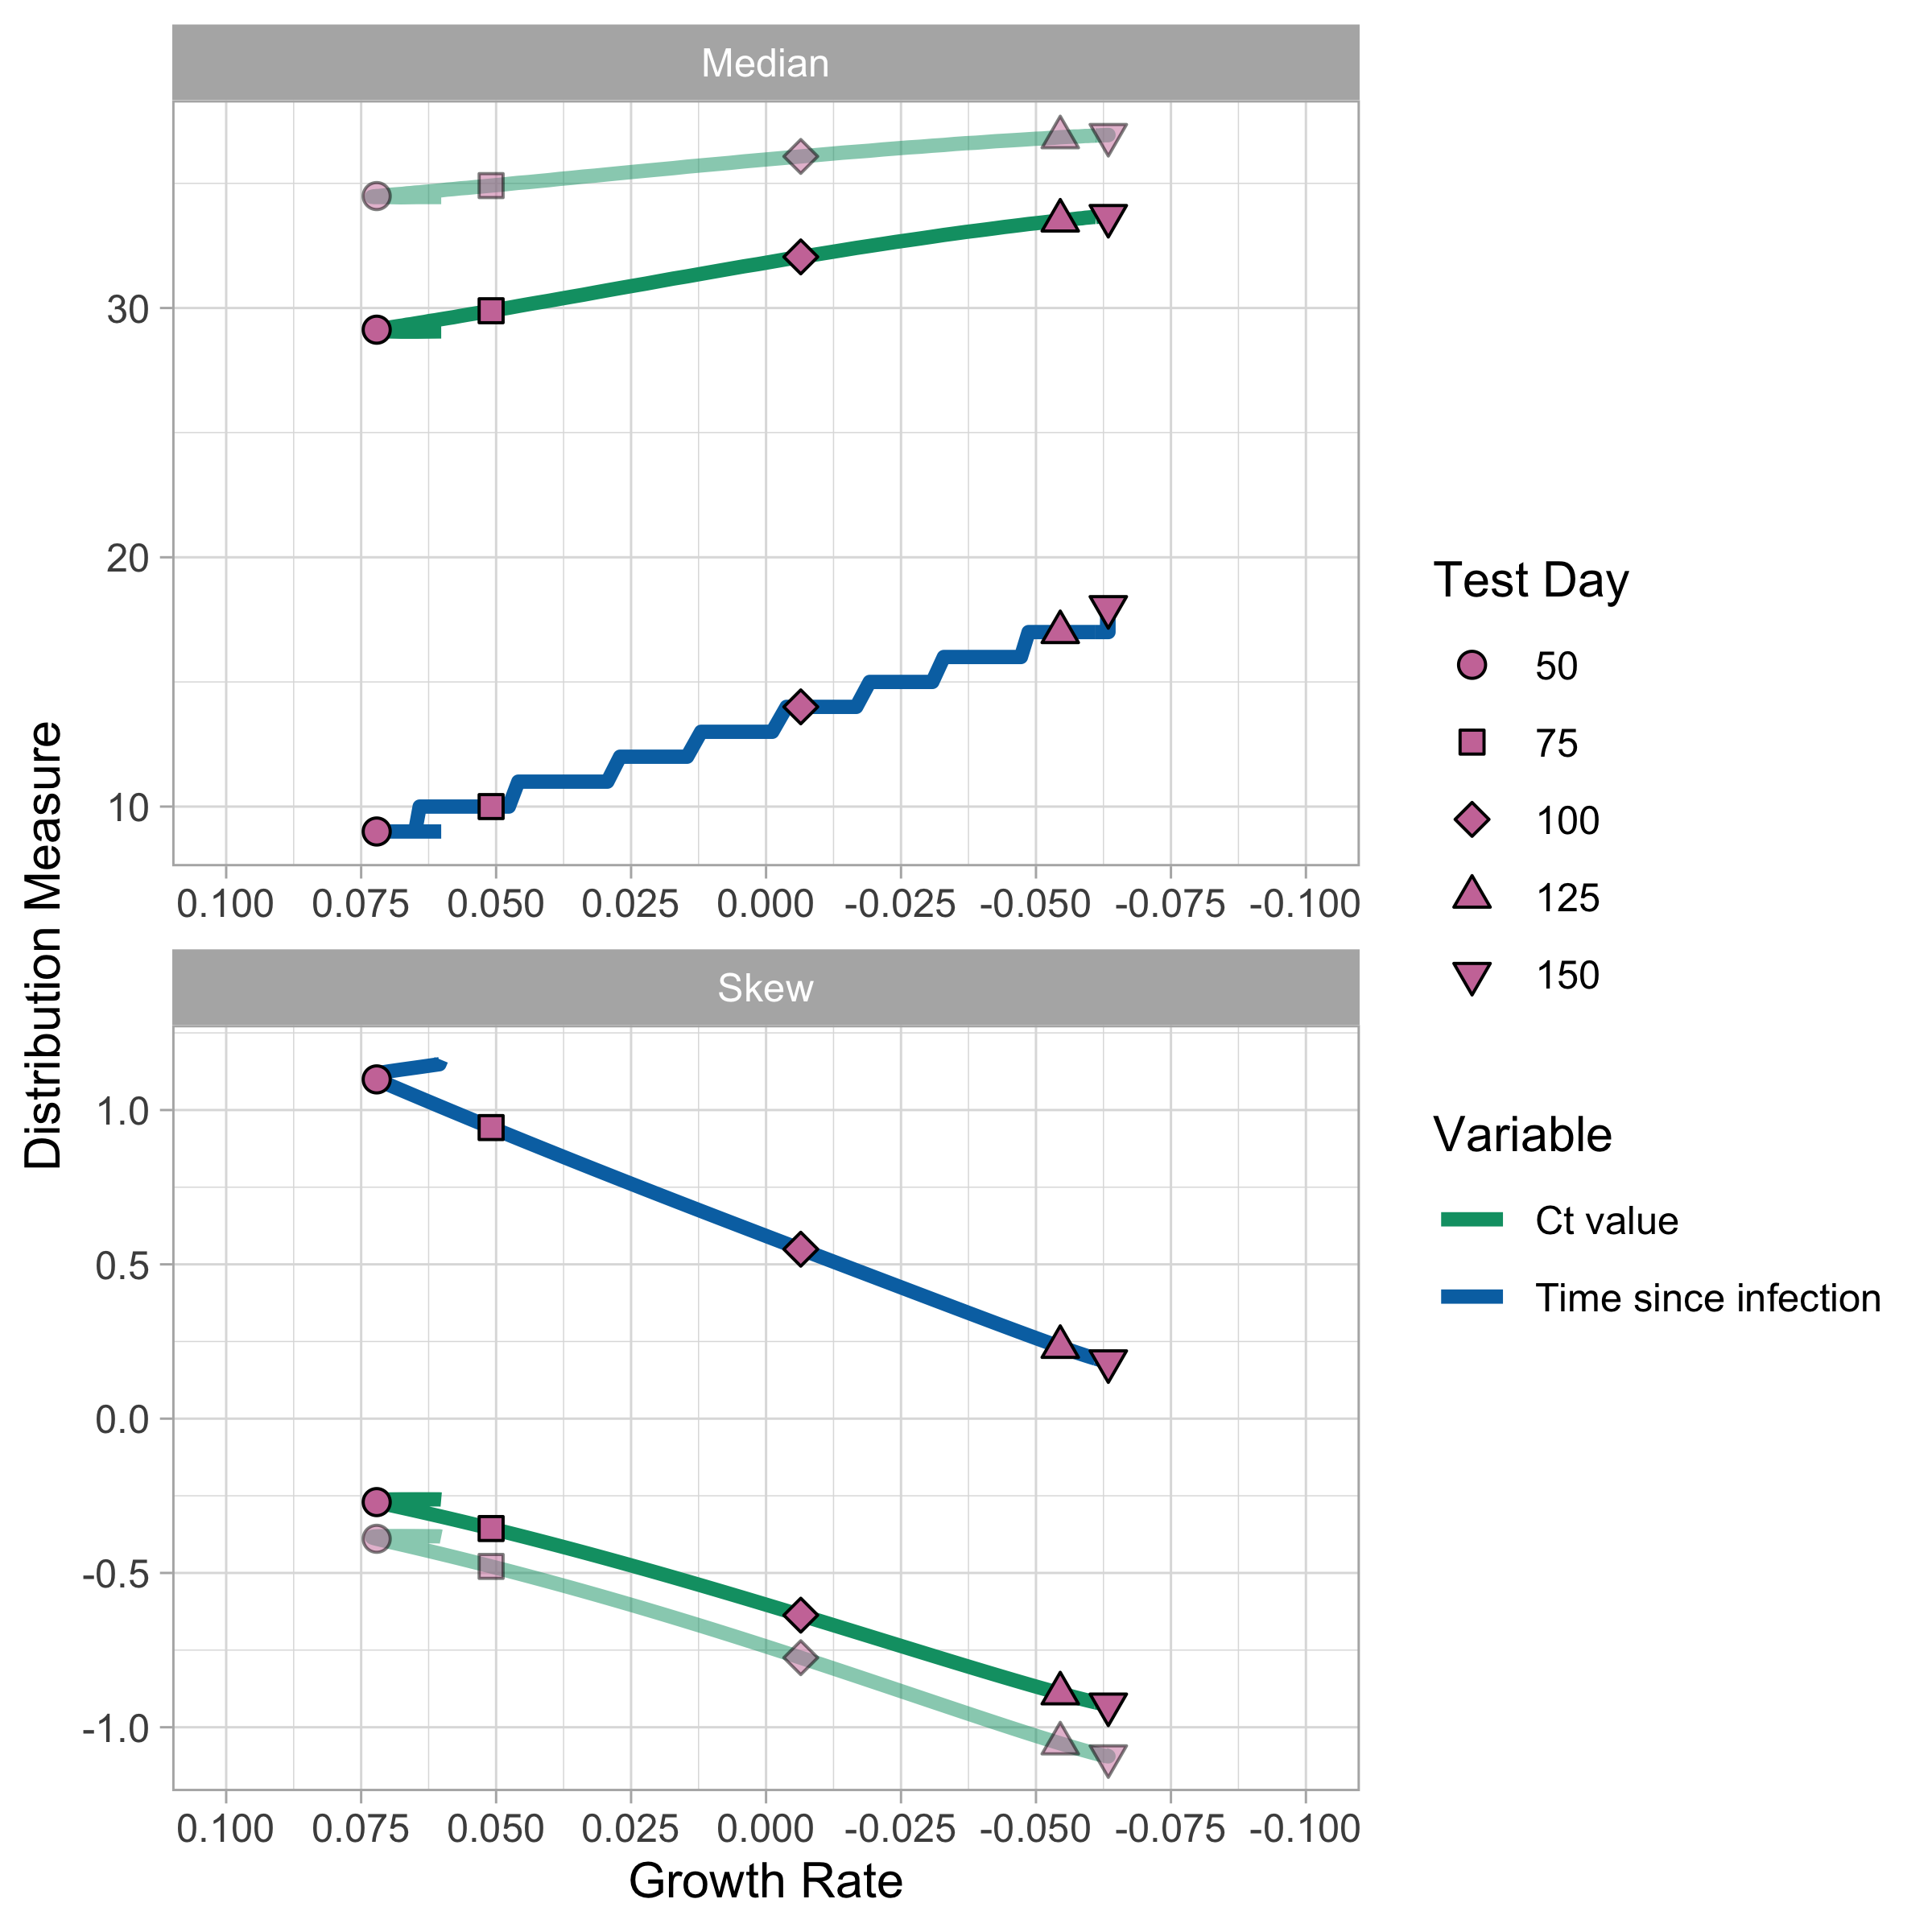 Median
30
20
10
0.100 0.075 0.050 0.025 0.000 -0.025 -0.050 -0.075 -0.100
Skew
1.0
0.5
0.0
-0.5
-1.0
0.100 0.075 0.050 0.025 0.000 -0.025 -0.050 -0.075 -0.100
Growth Rate
Distribution Measure
Test Day
50
75
100
125
150
Variable
Ct value
Time since infection